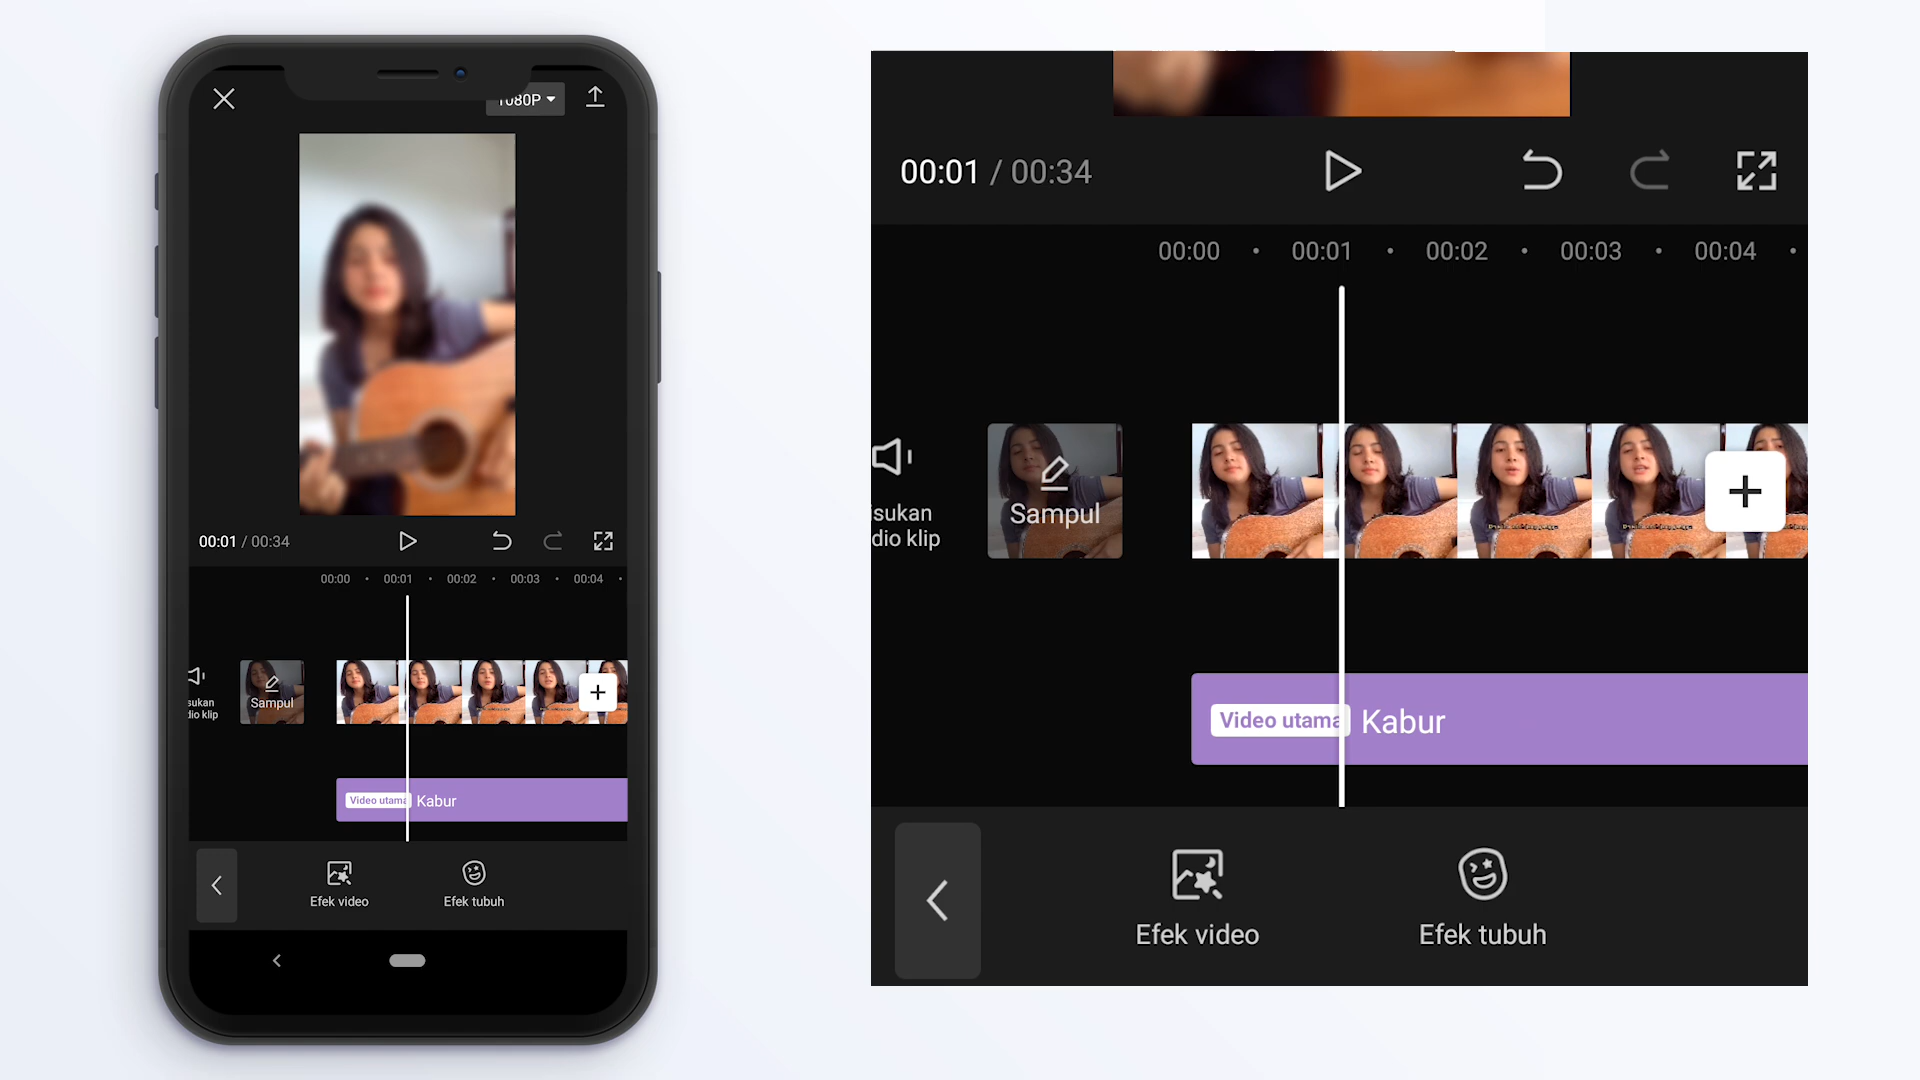 1080P
00:01 / 00:34
00:00 00:01 00:02 00:03 00:04
sukan
dio klip
Sampul
Video utama Kabur
Efek video Efek tubuh
00:01 / 00:34
00:00 00:01 00:02 00:03 00:04
isukan
dio klip
Sampul
Video utama Kabur
Efek video Efek tubuh